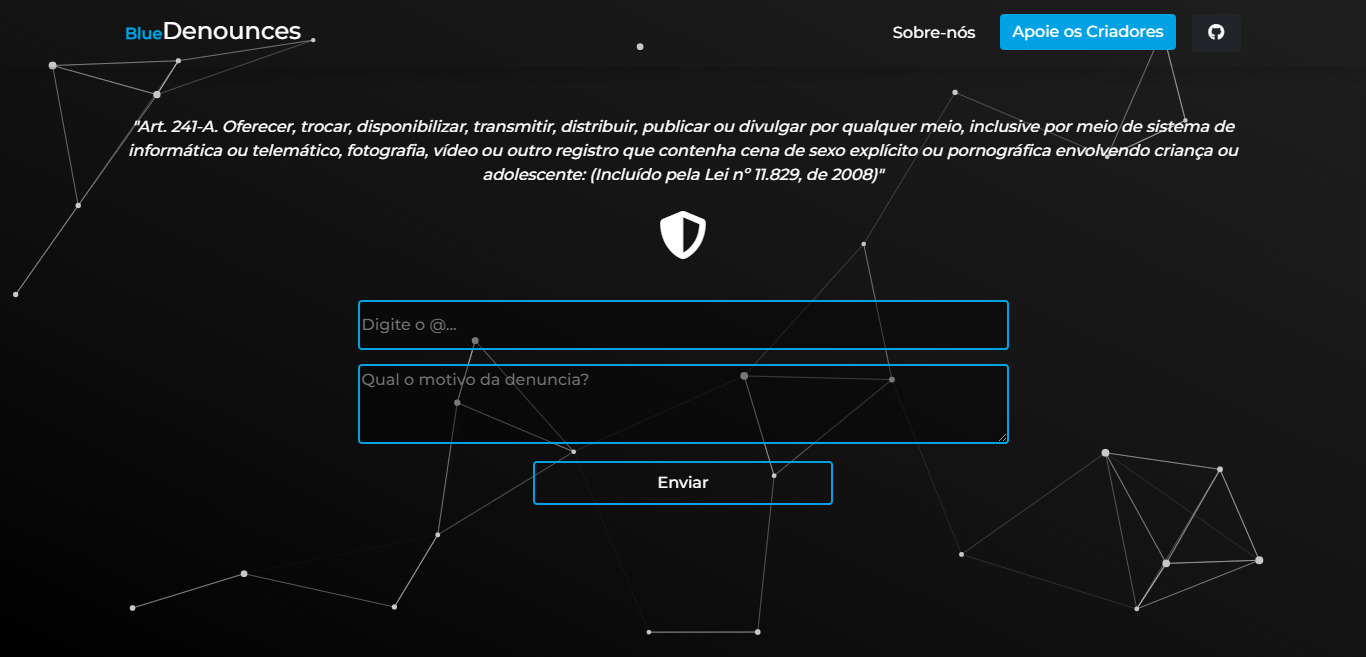 BlueDenounces
Sobre-nós
Apoie os Criadores
"Art. 241-A. Oferecer, trocar, disponibilizar, transmitir, distribuir, publicar ou divulgar por qualquer meio, inclusive por meio de sistema de
informática ou telemático, fotografia, vídeo ou outro registro que contenha cena de sexo explícito ou pornográfica envolvendo criança ou
adolescente: (Incluído pela Lei nº 11.829, de 2008)"
Digite o @...
Qual o motivo da denuncia?
Enviar